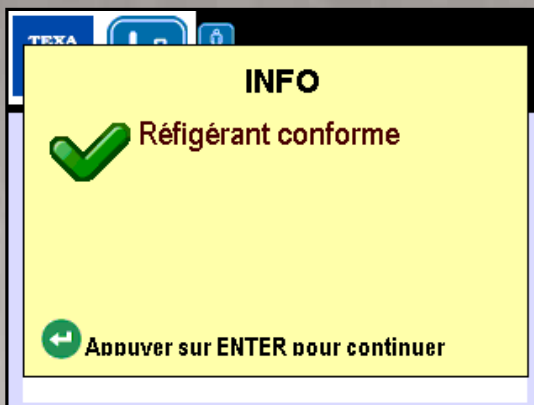 TEXA
INFO
Réfigérant conforme
Appuyer sur ENTER pour continuer